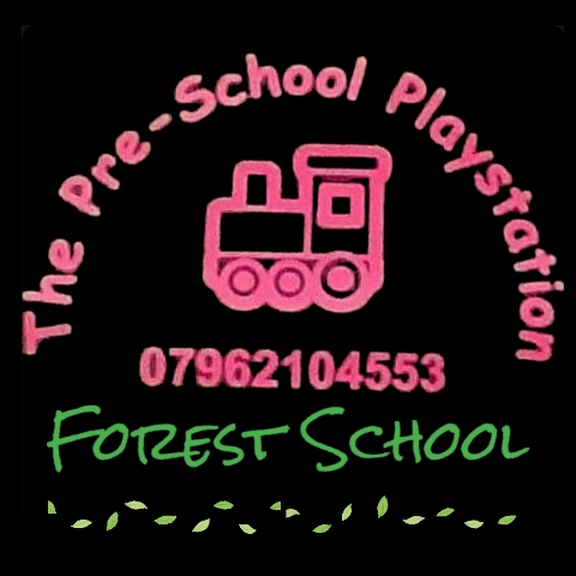 The Pre-School Playstation
07962104553
FOREST SCHOOL